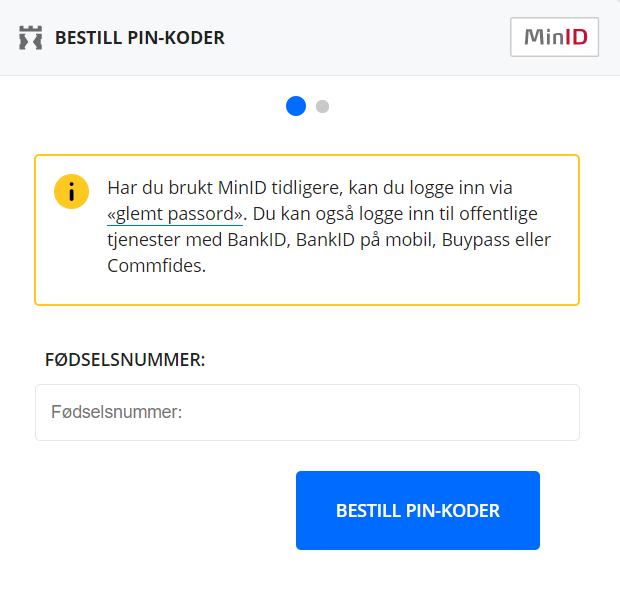 BESTILL PIN-KODER
MinID
Har du brukt MinID tidligere, kan du logge inn via
«glemt passord». Du kan også logge inn til offentlige
tjenester med BankID, BankID på mobil, Buypass eller
Commfides.
FØDSELSNUMMER:
Fødselsnummer:
BESTILL PIN-KODER